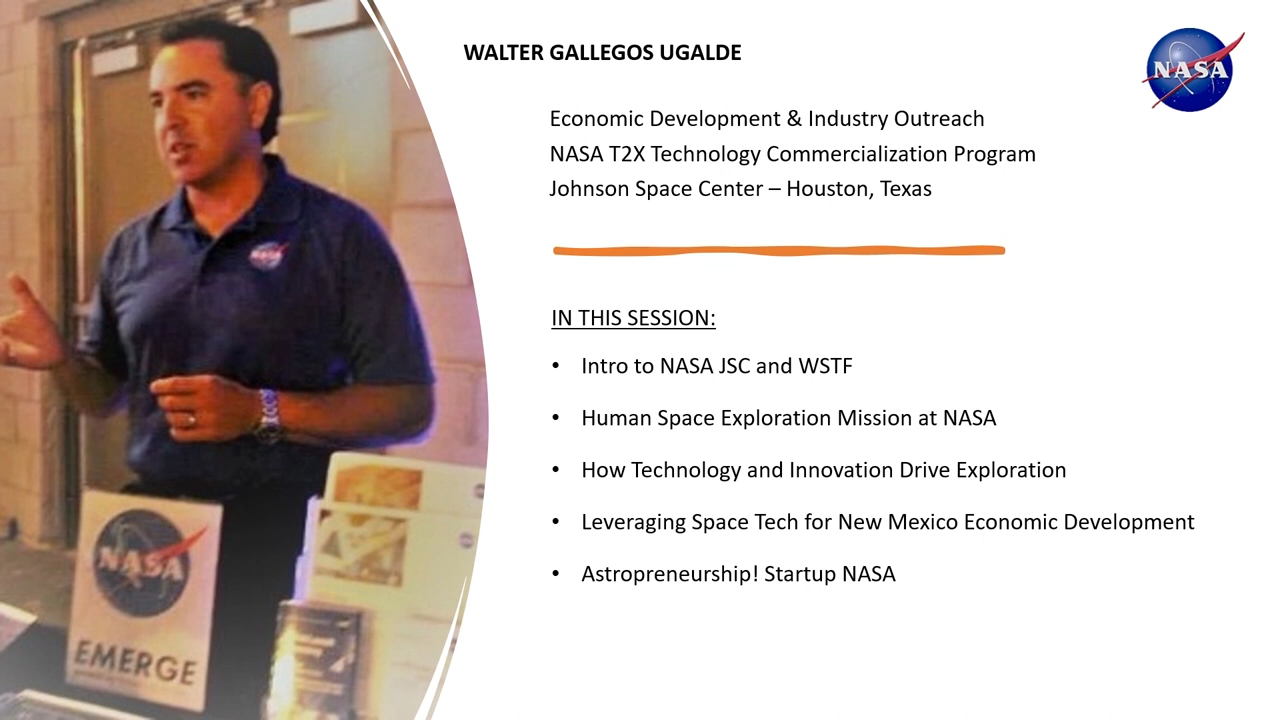 WALTER GALLEGOS UGALDE
NASA
Economic Development & Industry Outreach
NASA T2X Technology Commercialization Program
Johnson Space Center – Houston, Texas
IN THIS SESSION:
• Intro to NASA JSC and WSTF
• Human Space Exploration Mission at NASA
• How Technology and Innovation Drive Exploration
• Leveraging Space Tech for New Mexico Economic Development
• Astropreneurship! Startup NASA
NASA
NASA
EMERGE